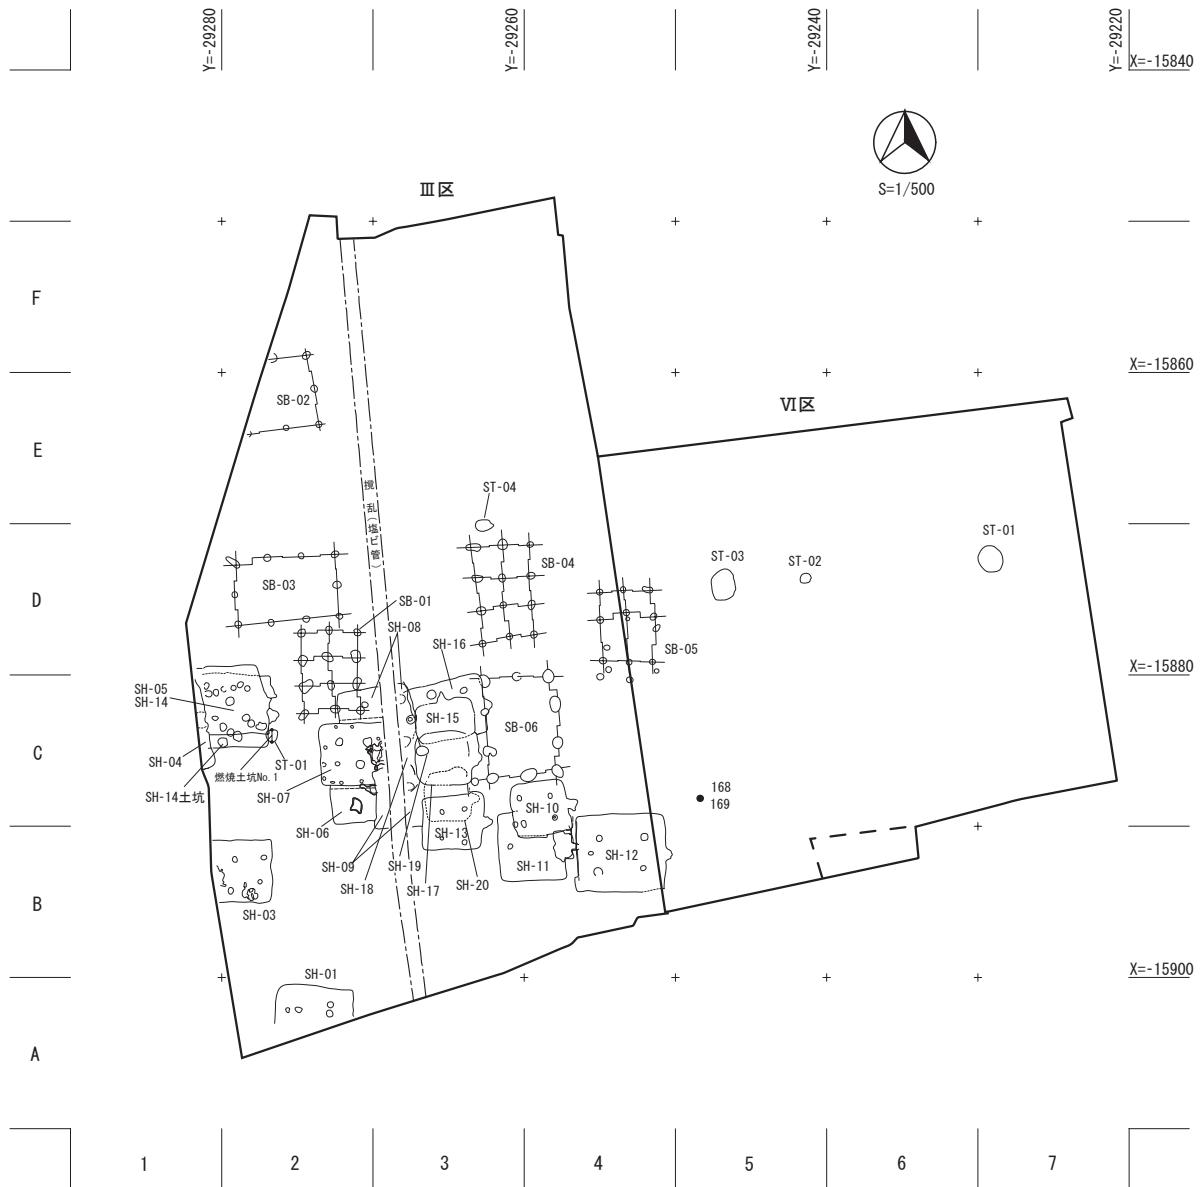 Y=-29280
Y=-29260
Y=-29240
Y=-29220
X=-15840
S=1/500
Ⅲ区
F
X=-15860
SB-02
Ⅵ区
E
ST-04
ST-01
ST-03
ST-02
SB-04
SB-03
D
SB-01
SH-08
SH-16
SB-05
X=-15880
SH-05
SH-14
SH-15
SB-06
C
SH-04
ST-01
燃焼土坑No.1
SH-14土坑
SH-07
168
169
SH-10
SH-06
SH-13
SH-09
SH-19
SH-11
SH-12
SH-18
SH-17
SH-20
B
SH-03
SH-01
X=-15900
A
1
2
3
4
5
6
7